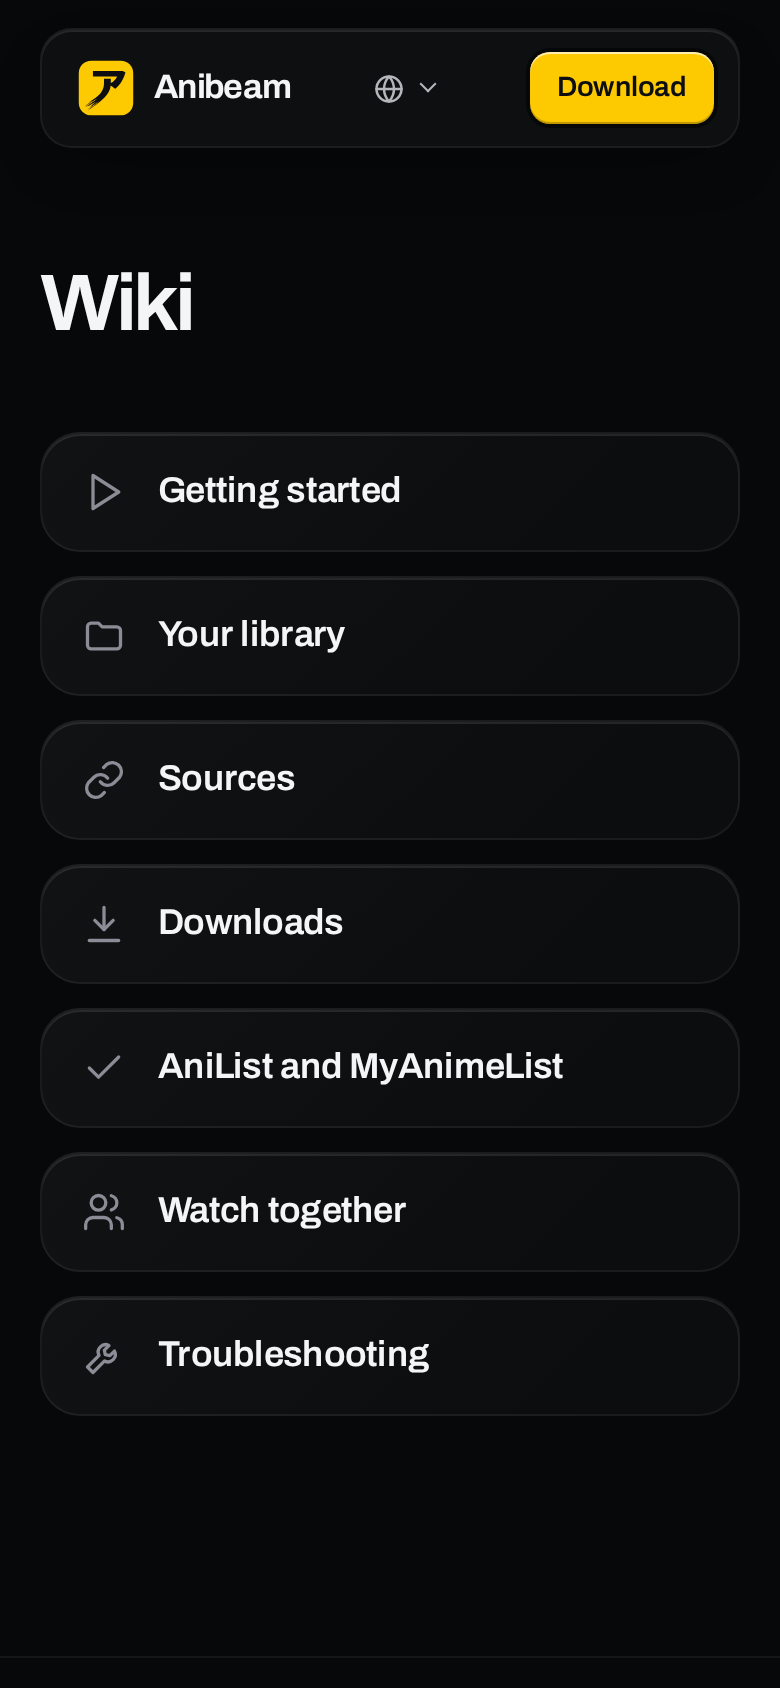 Anibeam
Download
Wiki
Getting started
Your library
Sources
Downloads
AniList and MyAnimeList
Watch together
Troubleshooting